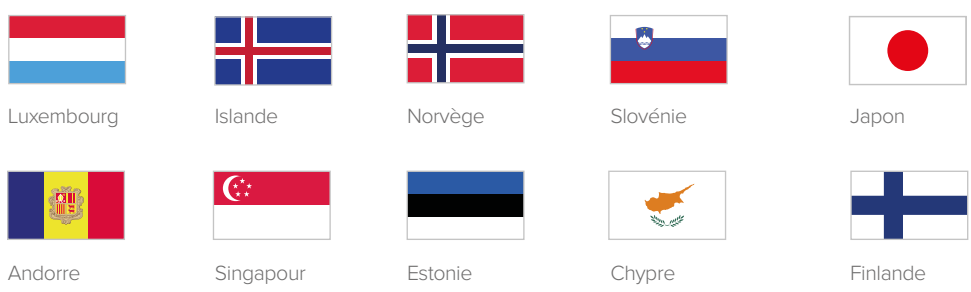 Luxembourg
Islande
Norvège
Slovénie
Japon
Andorre
Singapour
Estonie
Chypre
Finlande